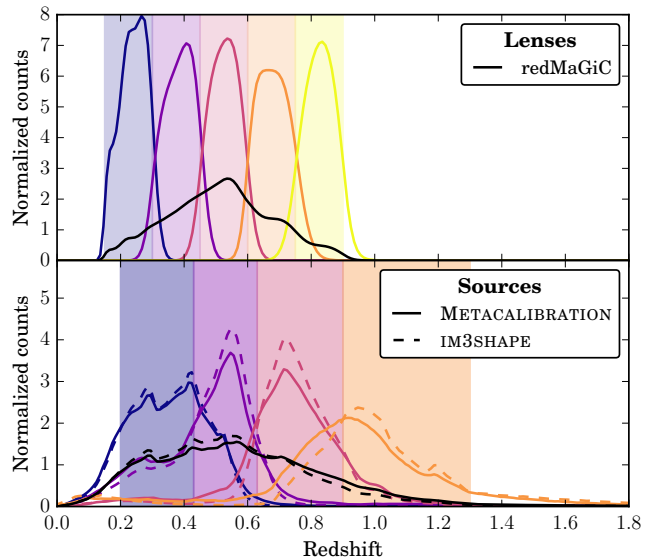 Lenses
redMaGiC
Normalized counts
8
7
6
5
4
3
2
1
0
Sources
METACALIBRATION
IM3SHAPE
Normalized counts
5
4
3
2
1
0
0.0 0.2 0.4 0.6 0.8 1.0 1.2 1.4 1.6 1.8
Redshift